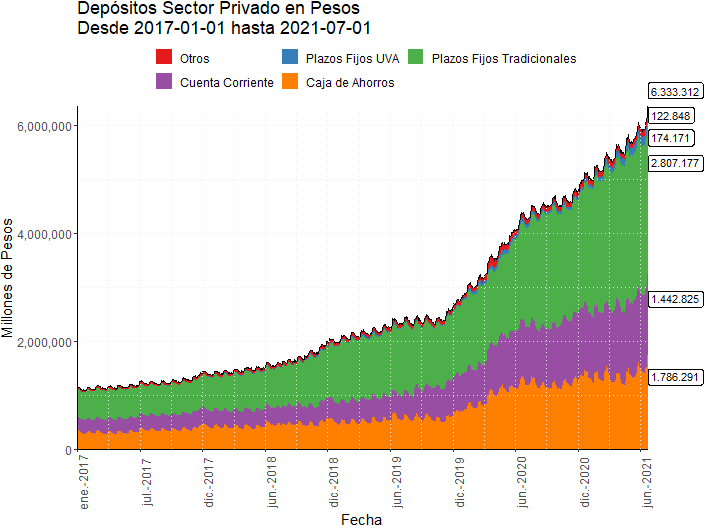 Depósitos Sector Privado en Pesos
Desde 2017-01-01 hasta 2021-07-01
Otros
Plazos Fijos UVA
Plazos Fijos Tradicionales
Cuenta Corriente
Caja de Ahorros
6.333.312
122.848
174.171
2.807.177
1.442.825
1.786.291
6,000,000
4,000,000
2,000,000
0
Millones de Pesos
ene.-2017
jul.-2017
dic.-2017
jun.-2018
dic.-2018
jun.-2019
dic.-2019
jun.-2020
dic.-2020
jun.-2021
Fecha